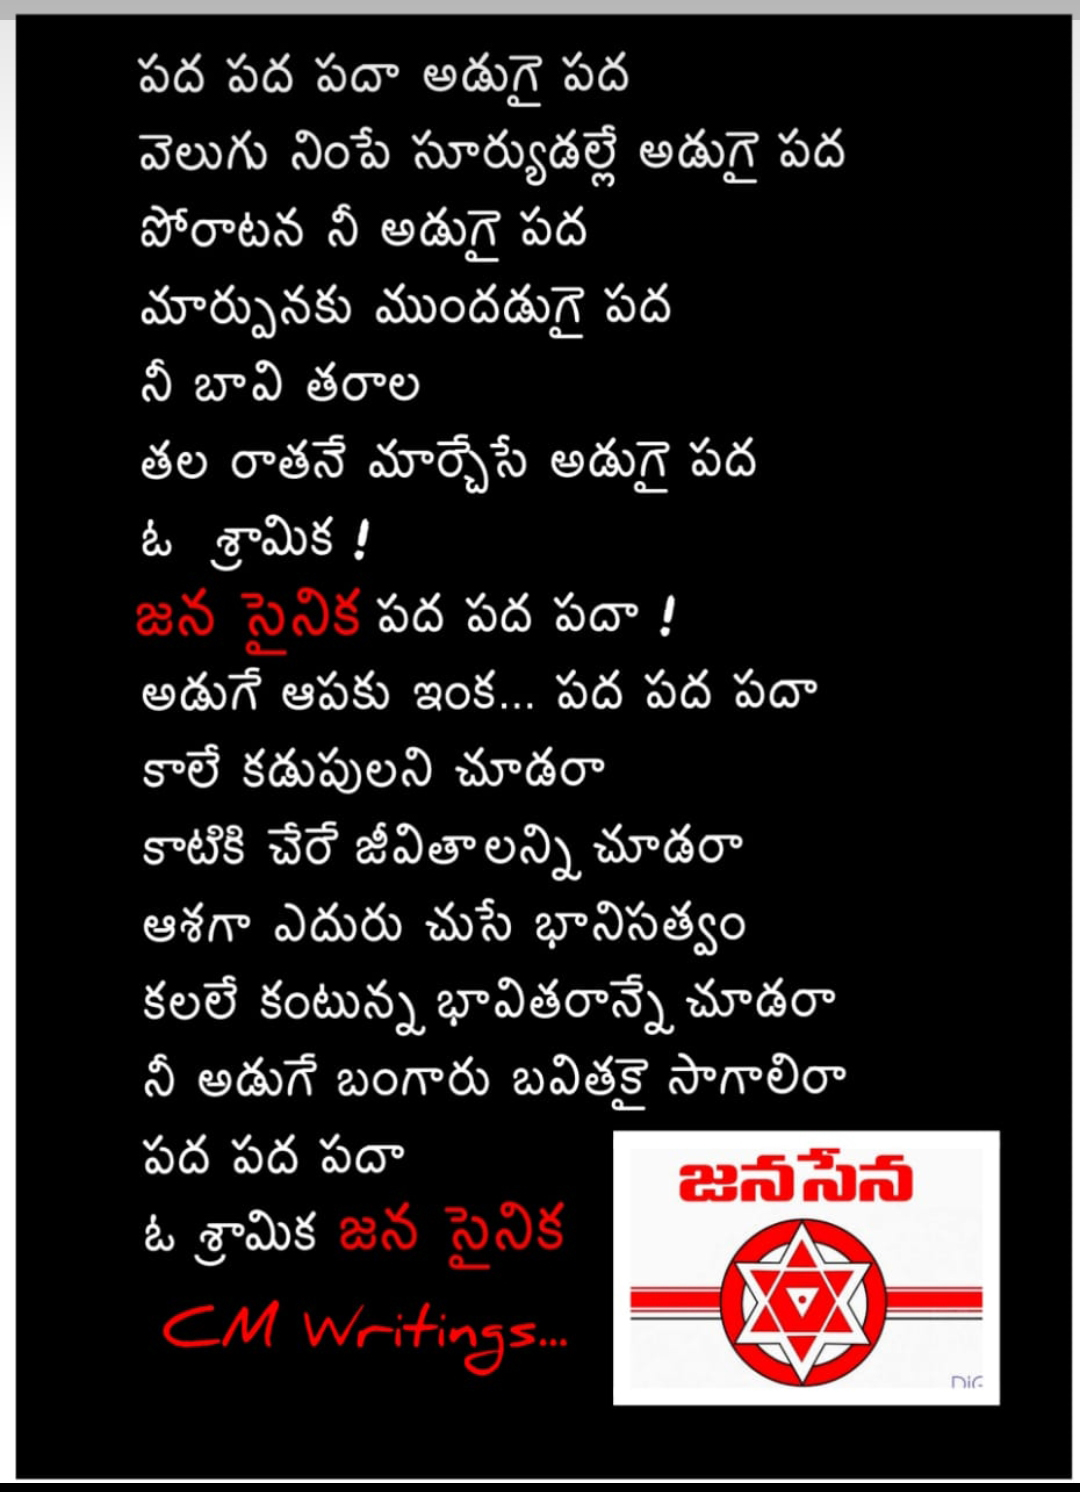 పద పద పదా అడుగై పద
వెలుగు నింపే సూర్యుడల్లే అడుగై పద
పోరాటన నీ అడుగై పద
మార్పునకు ముందడుగై పద
నీ బావి తరాల
తల రాతనే మార్చేసే అడుగై పద
ఓ శ్రామిక !
జన సైనిక పద పద పదా !
అడుగే ఆపకు ఇంక... పద పద పదా
కాలే కడుపులని చూడరా
కాటికి చేరే జీవితాలన్ని చూడరా
ఆశగా ఎదురు చుసే భానిసత్వం
కలలే కంటున్న భావితరాన్నే చూడరా
నీ అడుగే బంగారు బవితకై సాగాలిరా
పద పద పదా
ఓ శ్రామిక జన సైనిక
CM Writings...
జనసేన
DiG